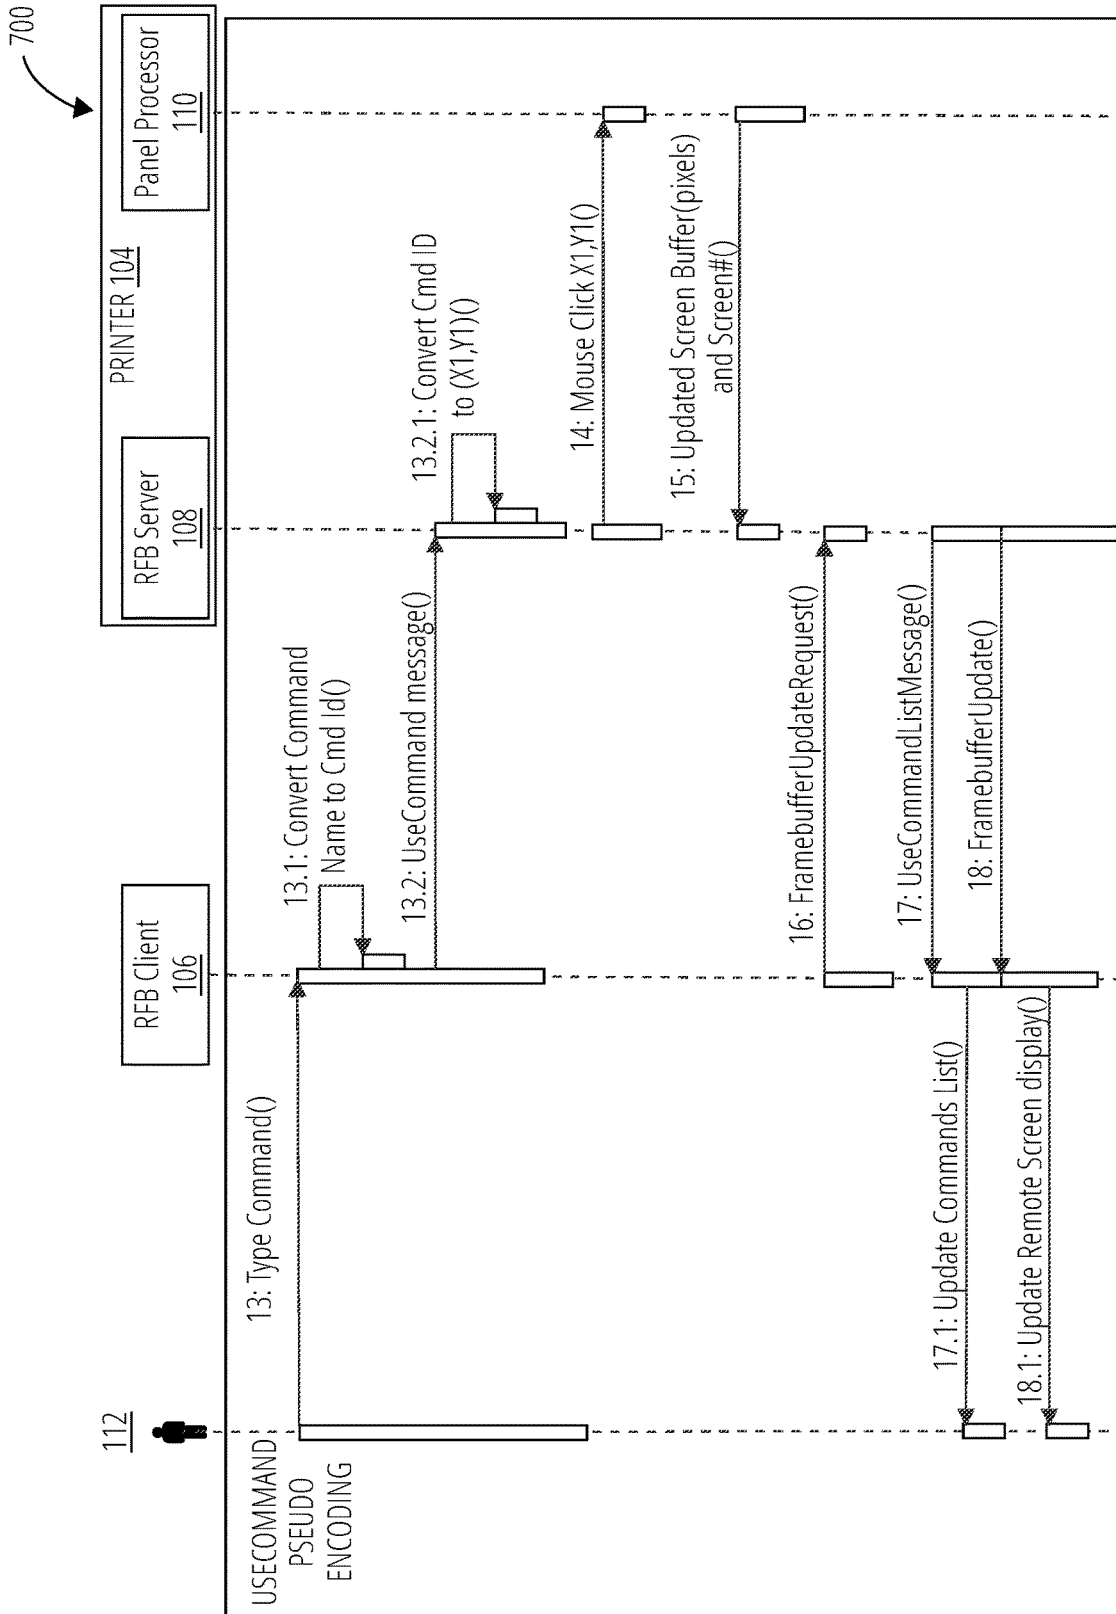 700
PRINTER 104
RFB Client
106
RFB Server
108
Panel Processor
110
112
USECOMMAND
PSEUDO
ENCODING
13: Type Command()
13.1: Convert Command
Name to Cmd Id()
13.2: UseCommand message()
13.2.1: Convert Cmd ID
to (X1,Y1)()
14: Mouse Click X1,Y1()
15: Updated Screen Buffer(pixels)
and Screen#()
16: FramebufferUpdateRequest()
17: UseCommandListMessage()
17.1: Update Commands List()
18: FramebufferUpdate()
18.1: Update Remote Screen display()